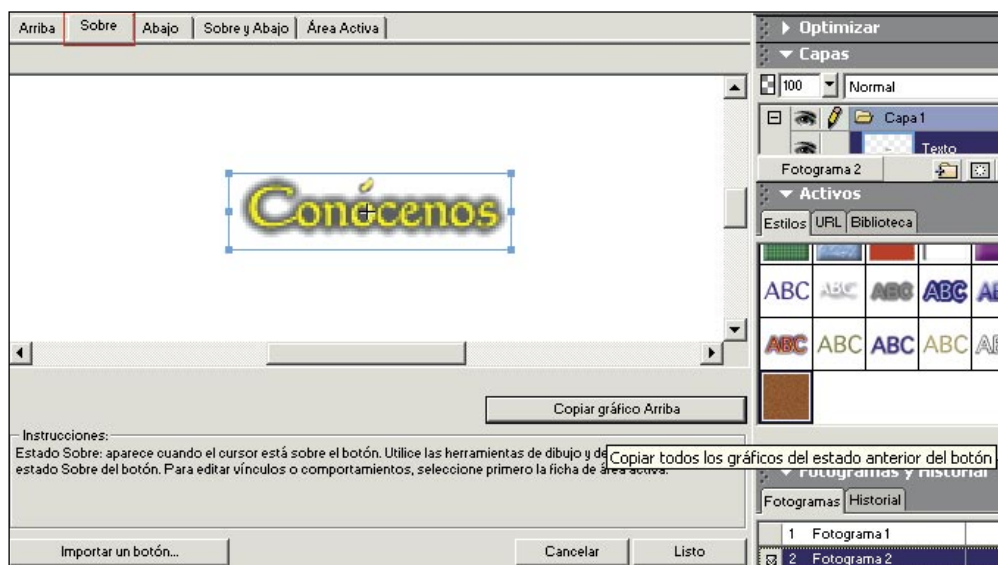 Arriba Sobre Abajo Sobre y Abajo Área Activa
Conócenos
Copiar gráfico Arriba
Instrucciones:
Estado Sobre: aparece cuando el cursor está sobre el botón. Utilice las herramientas de dibujo y de
estado Sobre del botón. Para editar vínculos o comportamientos, seleccione primero la ficha de área activa.
Copiar todos los gráficos del estado anterior del botón
Importar un botón... Cancelar Listo
Optimizar
Capas
100 Normal
Capa 1
Texto
Fotograma 2
Activos
Estilos URL Biblioteca
ABC ABC ABC ABC
ABC ABC ABC ABC
Fotogramas y Historial
Fotogramas Historial
1 Fotograma 1
2 Fotograma 2